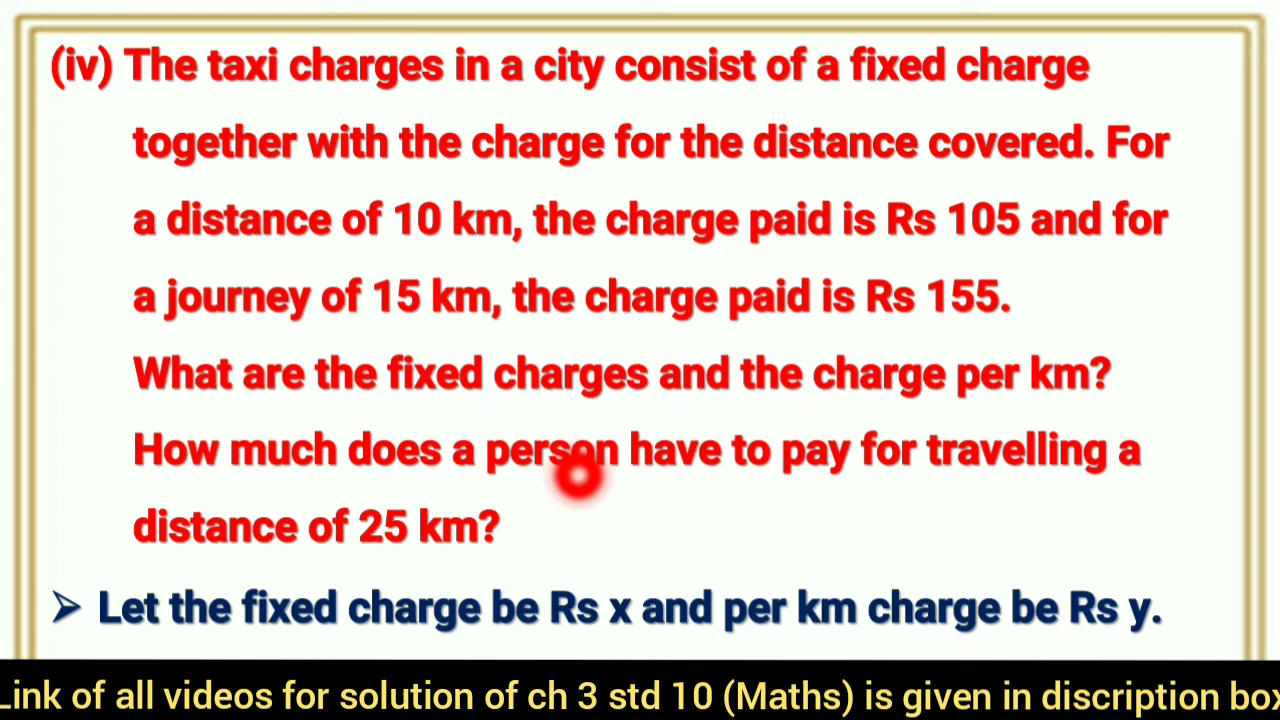 (iv) The taxi charges in a city consist of a fixed charge
together with the charge for the distance covered. For
a distance of 10 km, the charge paid is Rs 105 and for
a journey of 15 km, the charge paid is Rs 155.
What are the fixed charges and the charge per km?
How much does a person have to pay for travelling a
distance of 25 km?
➢ Let the fixed charge be Rs x and per km charge be Rs y.
Link of all videos for solution of ch 3 std 10 (Maths) is given in discription box